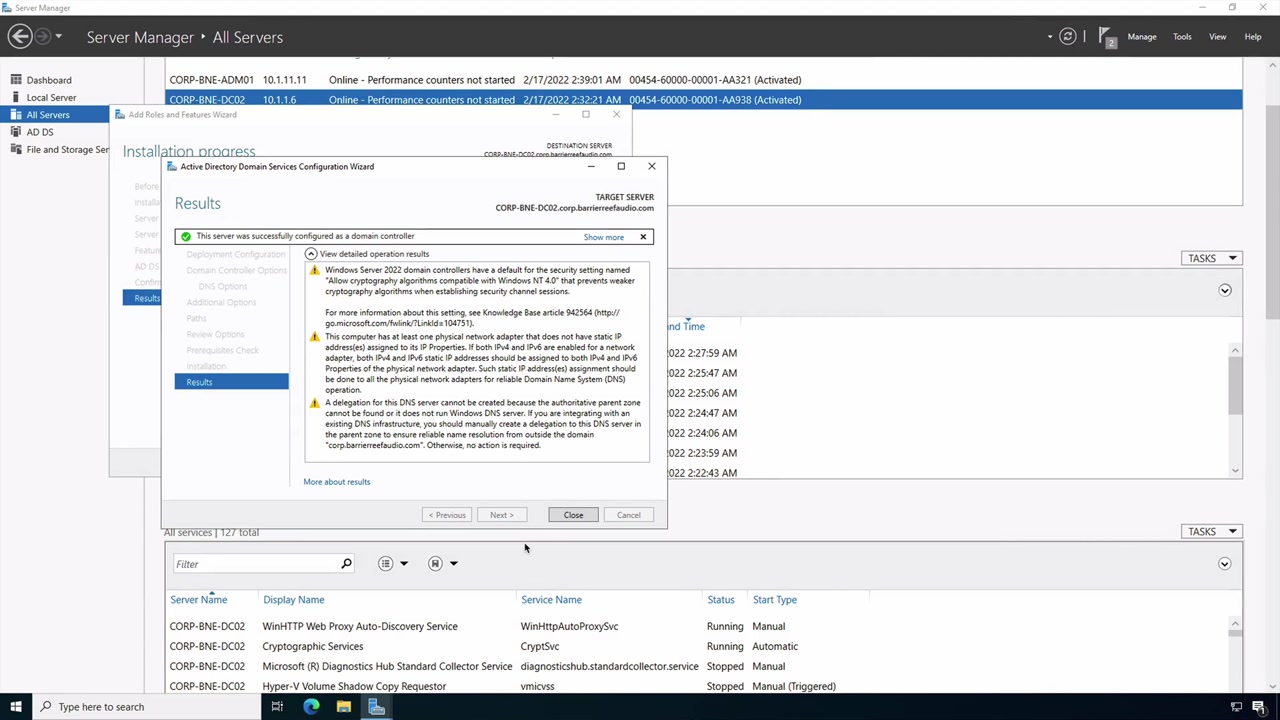 Server Manager
Server Manager • All Servers
2
Manage
Tools
View
Help
Dashboard
Local Server
All Servers
AD DS
File and Storage Ser
CORP-BNE-ADM01 10.1.11.11 Online - Performance counters not started 2/17/2022 2:39:01 AM 00454-60000-00001-AA321 (Activated)
CORP-BNE-DC02 10.1.1.6 Online - Performance counters not started 2/17/2022 2:32:21 AM 00454-60000-00001-AA938 (Activated)
Add Roles and Features Wizard
Installation progress
DESTINATION SERVER
CORP-BNE-DC02.corp.barrierreefaudio.com
Before
Installa
Server
Server
Feature
AD DS
Confir
Results
Active Directory Domain Services Configuration Wizard
Results
TARGET SERVER
CORP-BNE-DC02.corp.barrierreefaudio.com
This server was successfully configured as a domain controller
Show more
Deployment Configuration
Domain Controller Options
DNS Options
Additional Options
Paths
Review Options
Prerequisites Check
Installation
Results
View detailed operation results
Windows Server 2022 domain controllers have a default for the security setting named
"Allow cryptography algorithms compatible with Windows NT 4.0" that prevents weaker
cryptography algorithms when establishing security channel sessions.
For more information about this setting, see Knowledge Base article 942564 (http://
go.microsoft.com/fwlink/?LinkId=104751).
This computer has at least one physical network adapter that does not have static IP
address(es) assigned to its IP Properties. If both IPv4 and IPv6 are enabled for a network
adapter, both IPv4 and IPv6 static IP addresses should be assigned to both IPv4 and IPv6
Properties of the physical network adapter. Such static IP address(es) assignment should
be done to all the physical network adapters for reliable Domain Name System (DNS)
operation.
A delegation for this DNS server cannot be created because the authoritative parent zone
cannot be found or it does not run Windows DNS server. If you are integrating with an
existing DNS infrastructure, you should manually create a delegation to this DNS server in
the parent zone to ensure reliable name resolution from outside the domain
"corp.barrierreefaudio.com". Otherwise, no action is required.
More about results
< Previous
Next >
Close
Cancel
TASKS
nd Time
2022 2:27:59 AM
2022 2:25:47 AM
2022 2:25:06 AM
2022 2:24:47 AM
2022 2:24:06 AM
2022 2:23:59 AM
2022 2:22:43 AM
All services | 127 total
TASKS
Filter
Server Name Display Name Service Name Status Start Type
CORP-BNE-DC02 WinHTTP Web Proxy Auto-Discovery Service WinHttpAutoProxySvc Running Manual
CORP-BNE-DC02 Cryptographic Services CryptSvc Running Automatic
CORP-BNE-DC02 Microsoft (R) Diagnostics Hub Standard Collector Service diagnosticshub.standardcollector.service Stopped Manual
CORP-BNE-DC02 Hyper-V Volume Shadow Copy Requestor vmicvss Stopped Manual (Triggered)
Type here to search
1